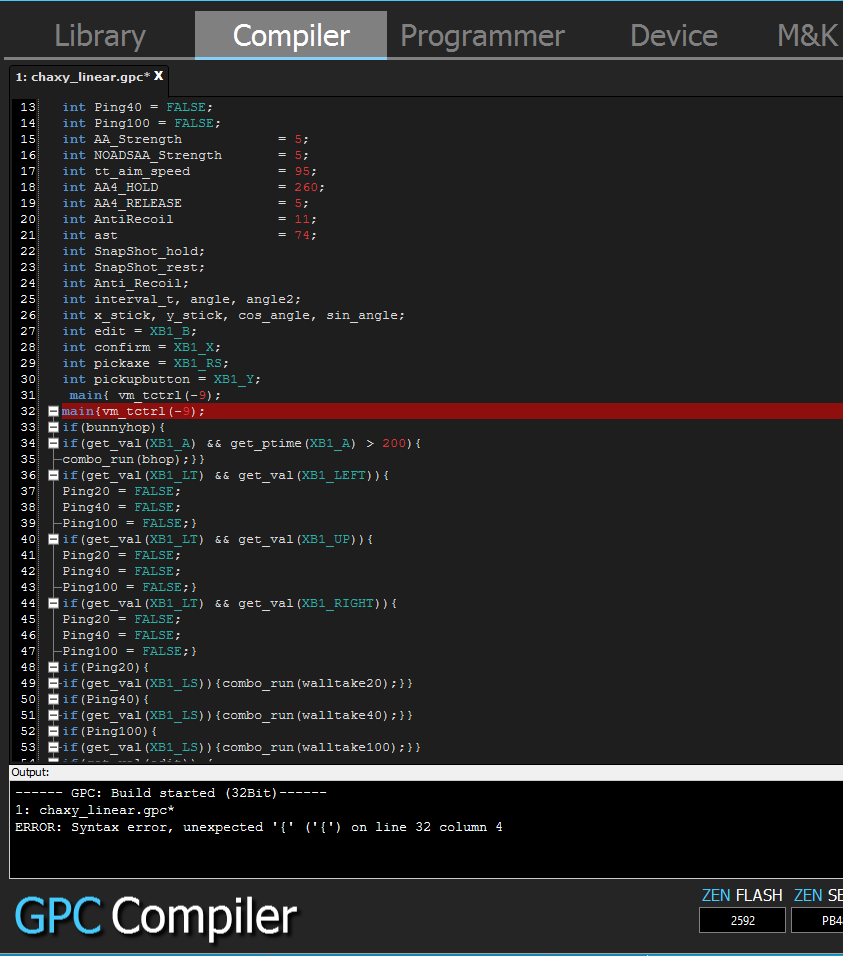 Library Compiler Programmer Device M&K
1: chaxy_linear.gpc* X
13 int Ping40 = FALSE;
14 int Ping100 = FALSE;
15 int AA_Strength = 5;
16 int NOADSAA_Strength = 5;
17 int tt_aim_speed = 95;
18 int AA4_HOLD = 260;
19 int AA4_RELEASE = 5;
20 int AntiRecoil = 11;
21 int ast = 74;
22 int SnapShot_hold;
23 int SnapShot_rest;
24 int Anti_Recoil;
25 int interval_t, angle, angle2;
26 int x_stick, y_stick, cos_angle, sin_angle;
27 int edit = XB1_B;
28 int confirm = XB1_X;
29 int pickaxe = XB1_RS;
30 int pickupbutton = XB1_Y;
31 main{ vm_tctrl(-9);
32 main{vm_tctrl(-9);
33 if(bunnyhop){
34 if(get_val(XB1_A) && get_ptime(XB1_A) > 200){
35 combo_run(bhop);}}
36 if(get_val(XB1_LT) && get_val(XB1_LEFT)){
37 Ping20 = FALSE;
38 Ping40 = FALSE;
39 Ping100 = FALSE;}
40 if(get_val(XB1_LT) && get_val(XB1_UP)){
41 Ping20 = FALSE;
42 Ping40 = FALSE;
43 Ping100 = FALSE;}
44 if(get_val(XB1_LT) && get_val(XB1_RIGHT)){
45 Ping20 = FALSE;
46 Ping40 = FALSE;
47 Ping100 = FALSE;}
48 if(Ping20){
49 if(get_val(XB1_LS)){combo_run(walltake20);}}
50 if(Ping40){
51 if(get_val(XB1_LS)){combo_run(walltake40);}}
52 if(Ping100){
53 if(get_val(XB1_LS)){combo_run(walltake100);}}
Output:
------ GPC: Build started (32Bit)------
1: chaxy_linear.gpc*
ERROR: Syntax error, unexpected '{' ('{') on line 32 column 4
GPC Compiler
ZEN FLASH ZEN SE
2592 PB4